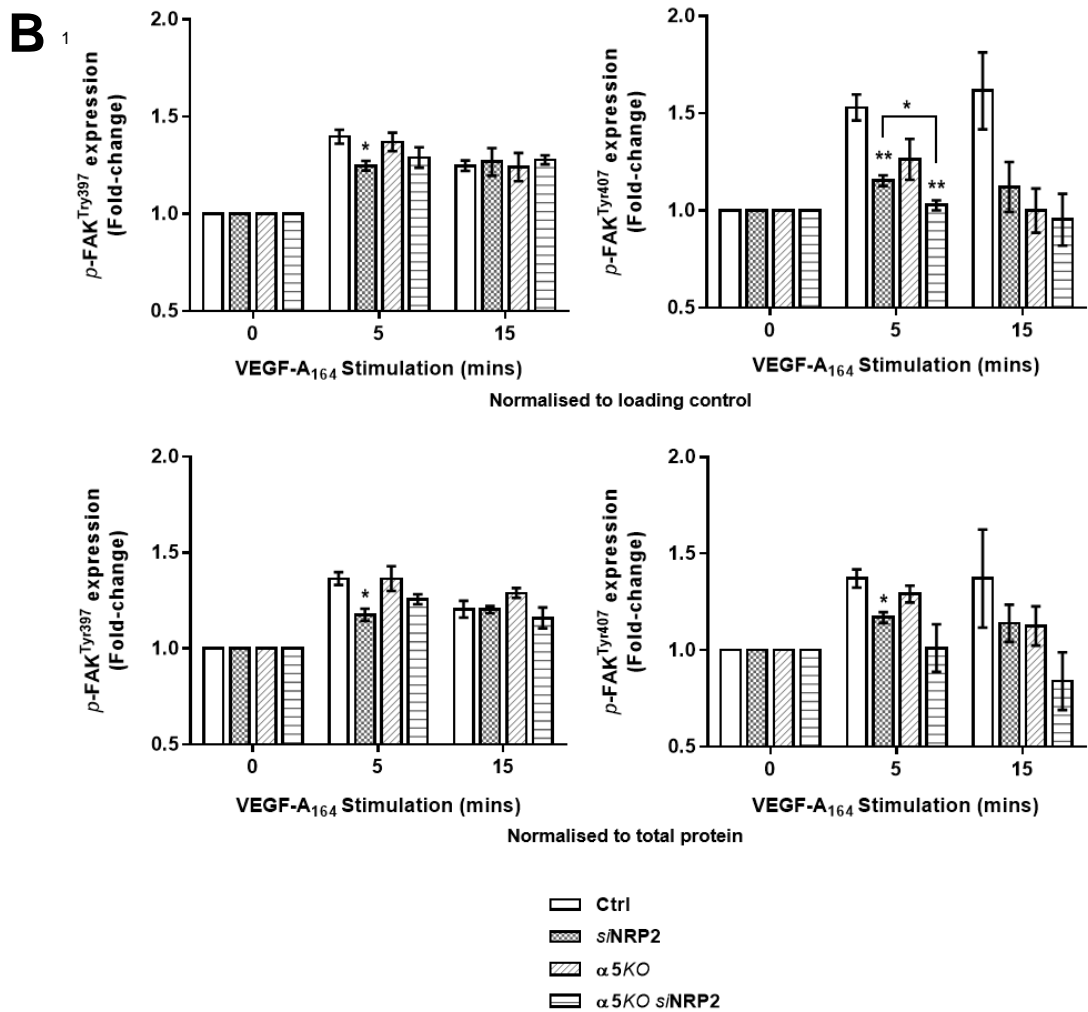 B 1
p-FAKTry397 expression
(Fold-change)
2.0
1.5
1.0
0.5
0 5 15
VEGF-A164 Stimulation (mins)
p-FAKTyr407 expression
(Fold-change)
2.0
1.5
1.0
0.5
*
** * **
0 5 15
VEGF-A164 Stimulation (mins)
Normalised to loading control
p-FAKTyr397 expression
(Fold-change)
2.0
1.5
1.0
0.5
*
0 5 15
VEGF-A164 Stimulation (mins)
p-FAKTyr407 expression
(Fold-change)
2.0
1.5
1.0
0.5
*
0 5 15
VEGF-A164 Stimulation (mins)
Normalised to total protein
Ctrl
siNRP2
α5KO
α5KO siNRP2